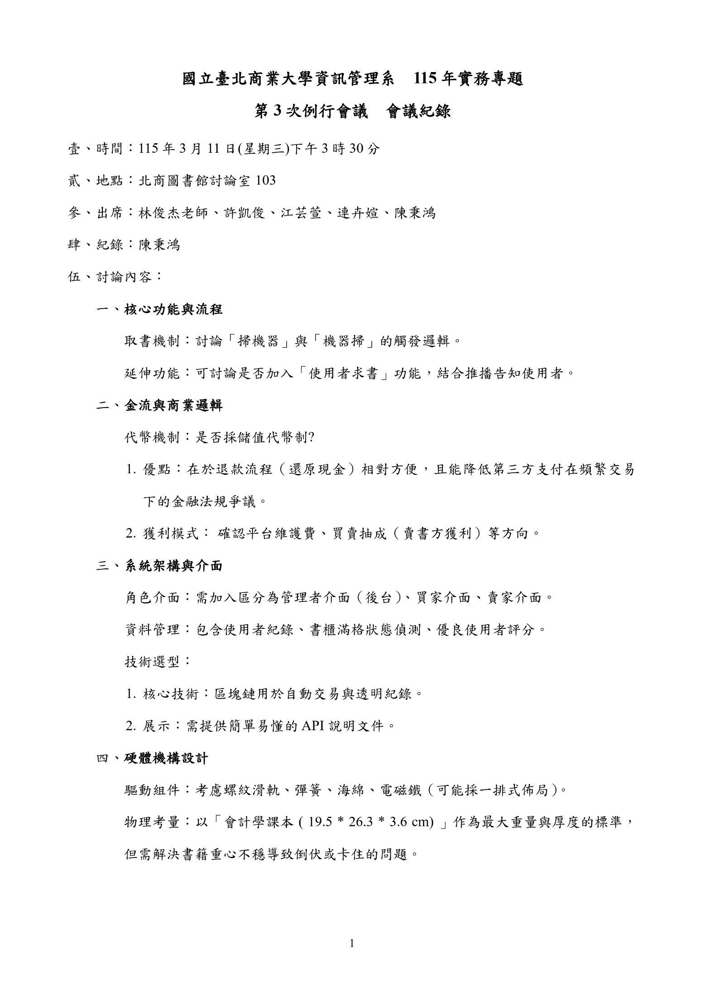 國立臺北商業大學資訊管理系　115 年實務專題
第 3 次例行會議　會議紀錄
壹、時間：115 年 3 月 11 日(星期三)下午 3 時 30 分
貳、地點：北商圖書館討論室 103
參、出席：林俊杰老師、許凱俊、江芸萱、連卉媗、陳秉鴻
肆、紀錄：陳秉鴻
伍、討論內容：
一、核心功能與流程
取書機制：討論「掃機器」與「機器掃」的觸發邏輯。
延伸功能：可討論是否加入「使用者求書」功能，結合推播告知使用者。
二、金流與商業邏輯
代幣機制：是否採儲值代幣制?
1. 優點：在於退款流程（還原現金）相對方便，且能降低第三方支付在頻繁交易
下的金融法規爭議。
2. 獲利模式： 確認平台維護費、買賣抽成（賣書方獲利）等方向。
三、系統架構與介面
角色介面：需加入區分為管理者介面（後台）、買家介面、賣家介面。
資料管理：包含使用者紀錄、書櫃滿格狀態偵測、優良使用者評分。
技術選型：
1. 核心技術：區塊鏈用於自動交易與透明紀錄。
2. 展示：需提供簡單易懂的 API 說明文件。
四、硬體機構設計
驅動組件：考慮螺紋滑軌、彈簧、海綿、電磁鐵（可能採一排式佈局）。
物理考量：以「會計學課本 ( 19.5 * 26.3 * 3.6 cm) 」作為最大重量與厚度的標準，
但需解決書籍重心不穩導致倒伏或卡住的問題。
1